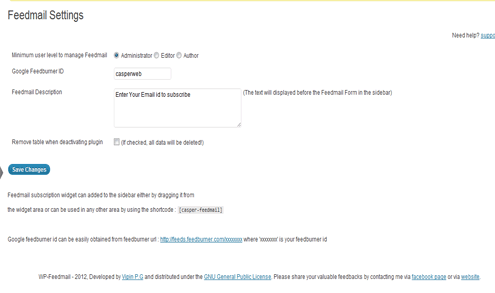 Feedmail Settings
Need help? suppo
Minimum user level to manage Feedmail Administrator Editor Author
Google Feedburner ID casperweb
Feedmail Description Enter Your Email id to subscribe (The text will displayed before the Feedmail Form in the sidebar)
Remove table when deactivating plugin (If checked, all data will be deleted!)
Save Changes
Feedmail subscription widget can added to the sidebar either by dragging it from
the widget area or can be used in any other area by using the shortcode : [casper-feedmail]
Google feedburner id can be easily obtained from feedburner url : http://feeds.feedburner.com/xxxxxxx where 'xxxxxxx' is your feedburner id
WP-Feedmail - 2012, Developed by Vipin P.G and distributed under the GNU General Public License. Please share your valuable feedbacks by contacting me via facebook page or via website.